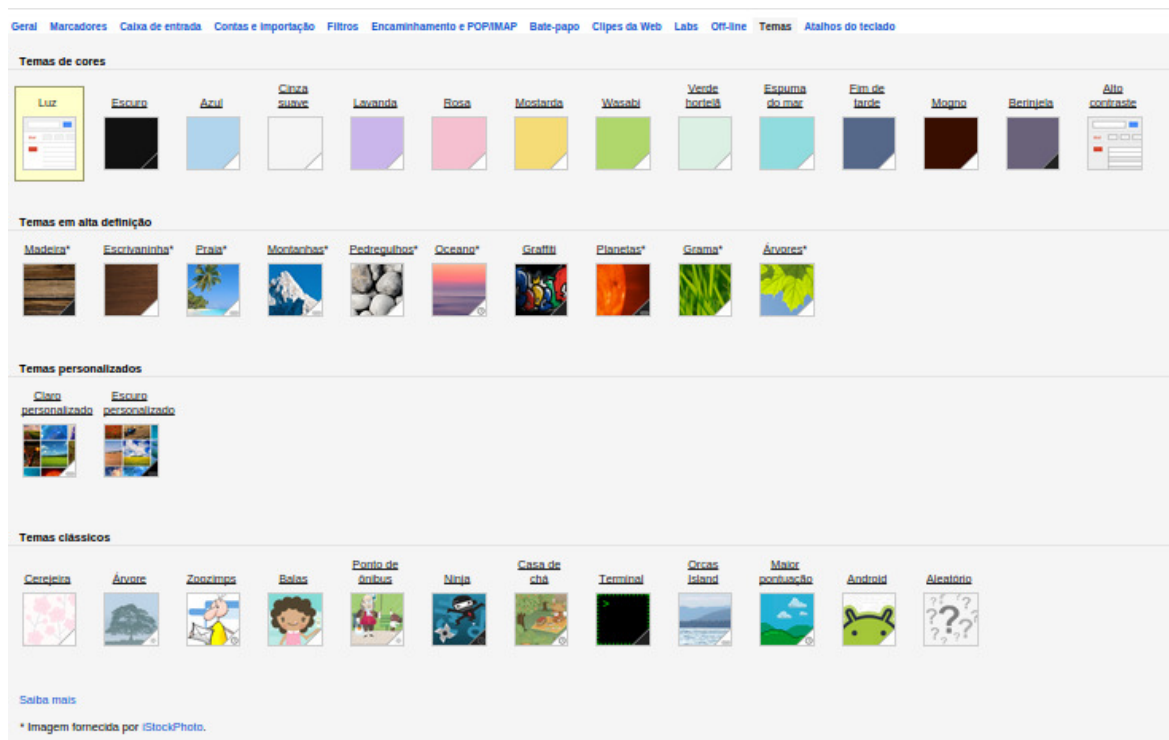 Geral Marcadores Caixa de entrada Contas e importação Filtros Encaminhamento e POP/IMAP Bate-papo Clipes da Web Labs Off-line Temas Atalhos do teclado
Temas de cores
Luz Escuro Azul Cinza suave Lavanda Rosa Mostarda Wasabi Verde hortelã Espuma do mar Fim de tarde Mogno Berinjela Alto contraste
Temas em alta definição
Madeira* Escrivaninha* Praia* Montanhas* Pedregulhos* Oceano* Graffiti Planetas* Grama* Árvores*
Temas personalizados
Claro personalizado Escuro personalizado
Temas clássicos
Cerejeira Árvore Zoozimps Balas Ponto de ônibus Ninja Casa de chá Terminal Orcas Island Maior pontuação Android Aleatório
Saiba mais
* Imagem fornecida por iStockPhoto.